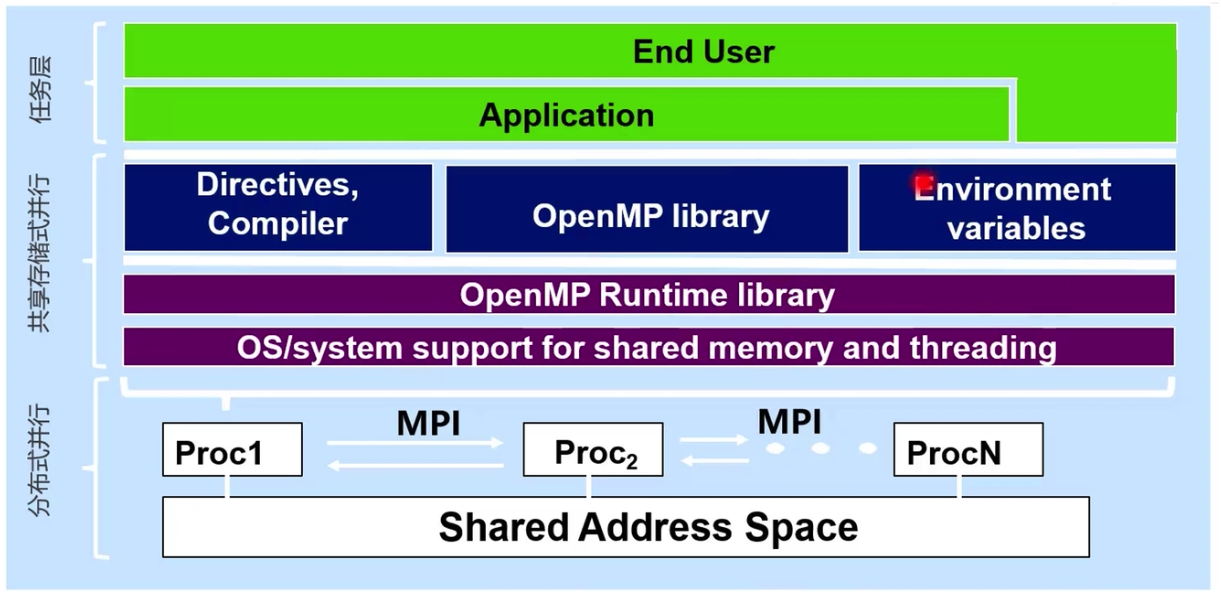 任务层
End User
Application
共享存储式并行
Directives,
Compiler
OpenMP library
Environment
variables
OpenMP Runtime library
OS/system support for shared memory and threading
分布式并行
MPI
MPI
Proc1
Proc₂
ProcN
Shared Address Space